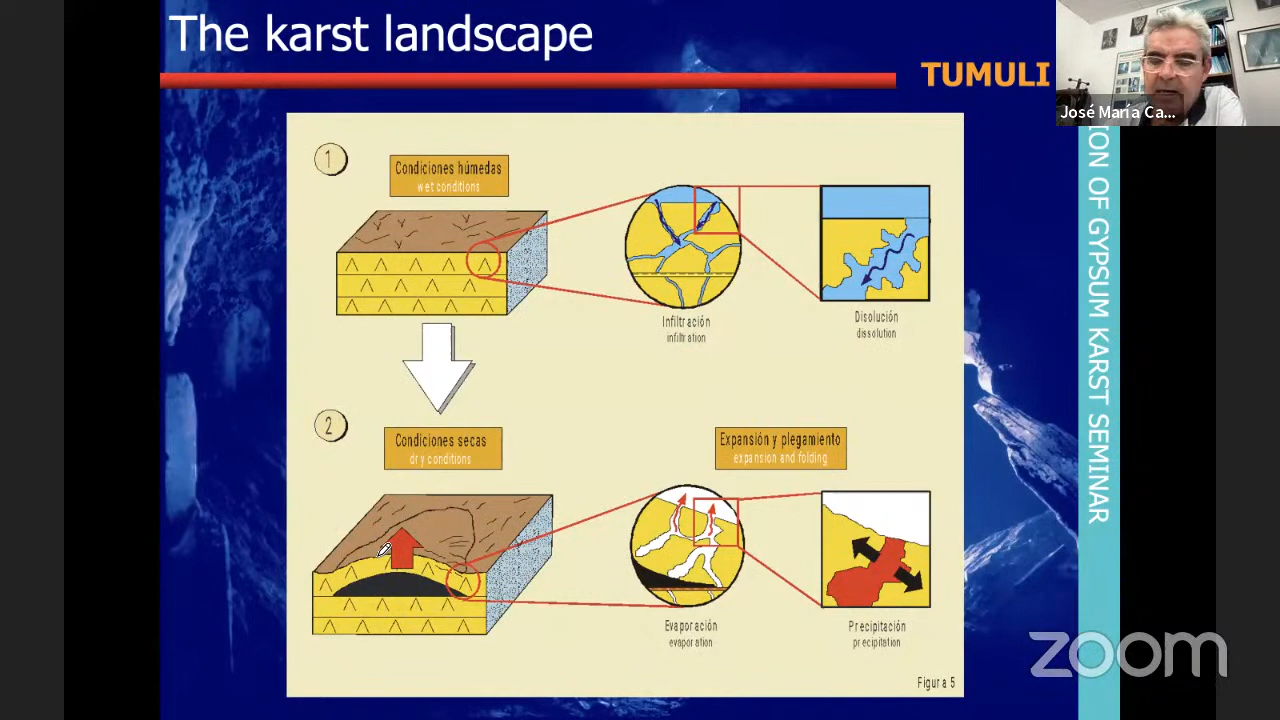 The karst landscape
TUMULI
José María Ca...
ION OF GYPSUM KARST SEMINAR
1
Condiciones húmedas
wet conditions
Infiltración
infiltration
Disolución
dissolution
2
Condiciones secas
dry conditions
Expansión y plegamiento
expansion and folding
Evaporación
evaporation
Precipitación
precipitation
Figura 5
zoom